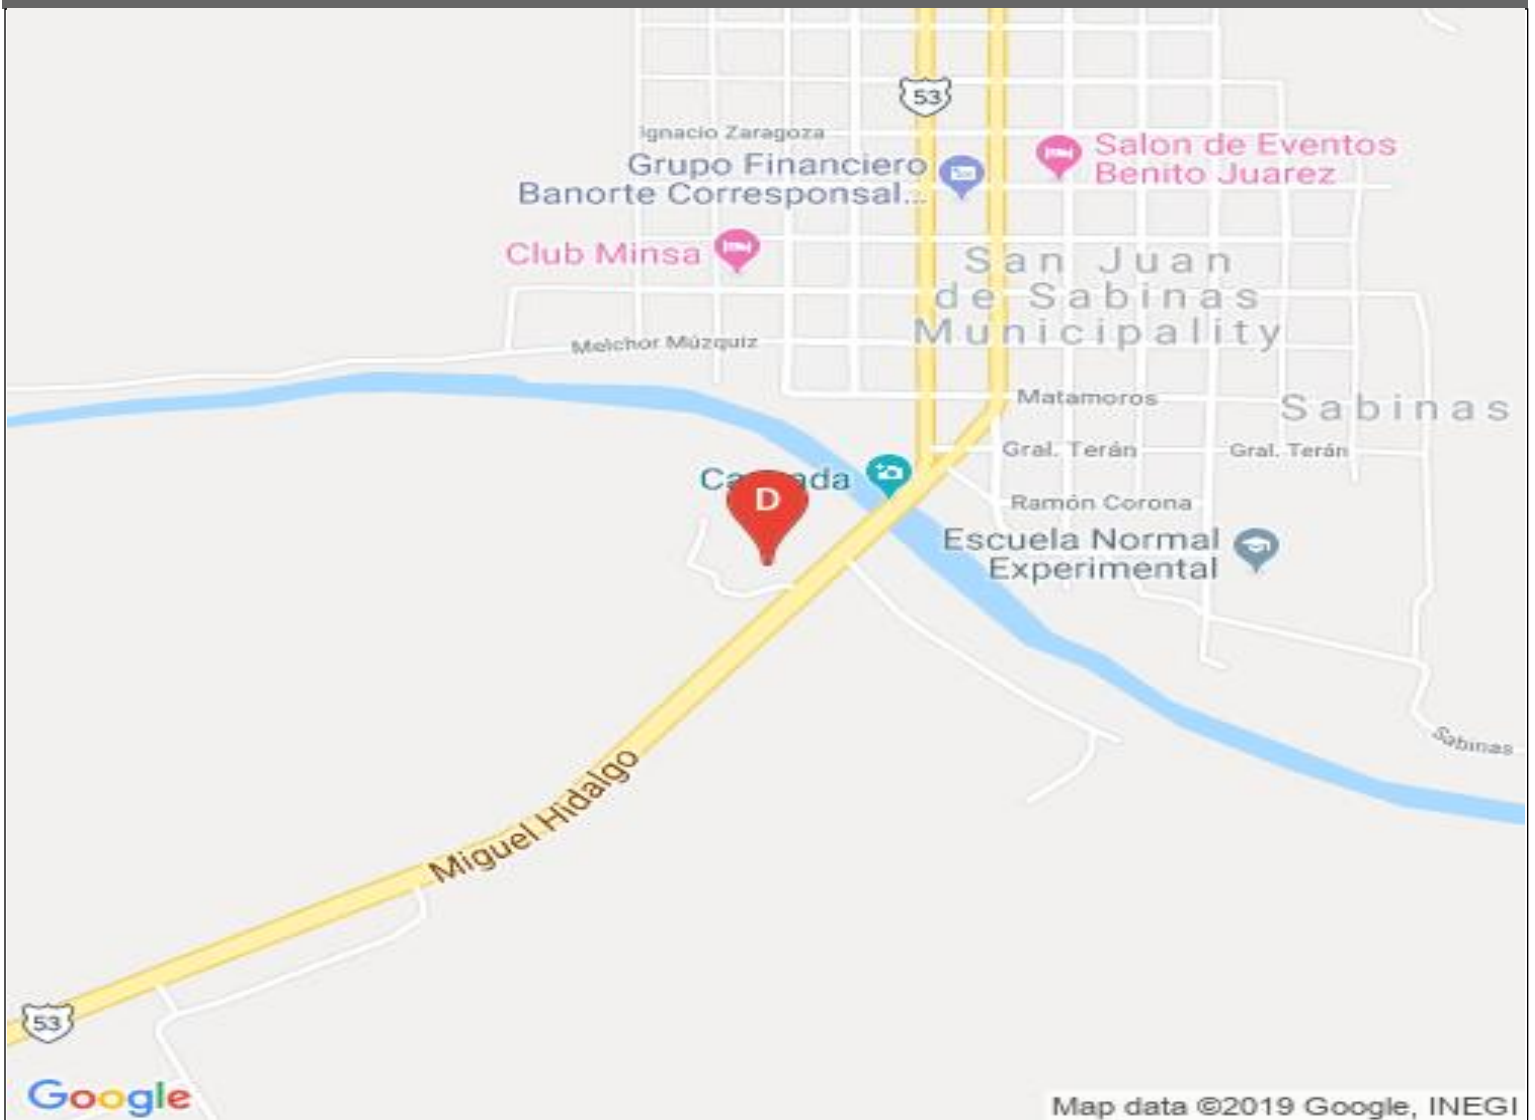 53
Ignacio Zaragoza
Grupo Financiero
Banorte Corresponsal...
Salon de Eventos
Benito Juarez
Club Minsa
San Juan
de Sabinas
Municipality
Melchor Múzquiz
Matamoros
Sabinas
Gral. Terán
Gral. Terán
D
Ramón Corona
Escuela Normal
Experimental
Sabinas
Miguel Hidalgo
53
Google
Map data ©2019 Google, INEGI